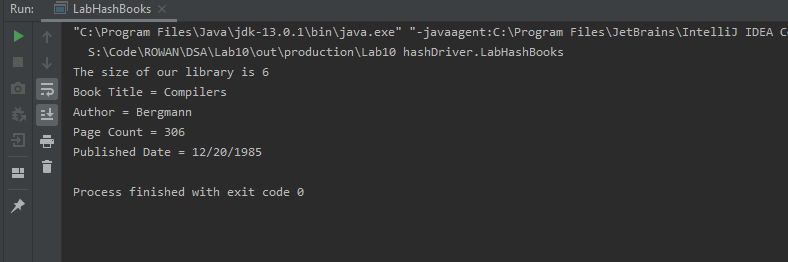 Run: LabHashBooks
"C:\Program Files\Java\jdk-13.0.1\bin\java.exe" "-javaagent:C:\Program Files\JetBrains\IntelliJ IDEA
S:\Code\ROWAN\DSA\Lab10\out\production\Lab10 hashDriver.LabHashBooks
The size of our library is 6
Book Title = Compilers
Author = Bergmann
Page Count = 306
Published Date = 12/20/1985
Process finished with exit code 0